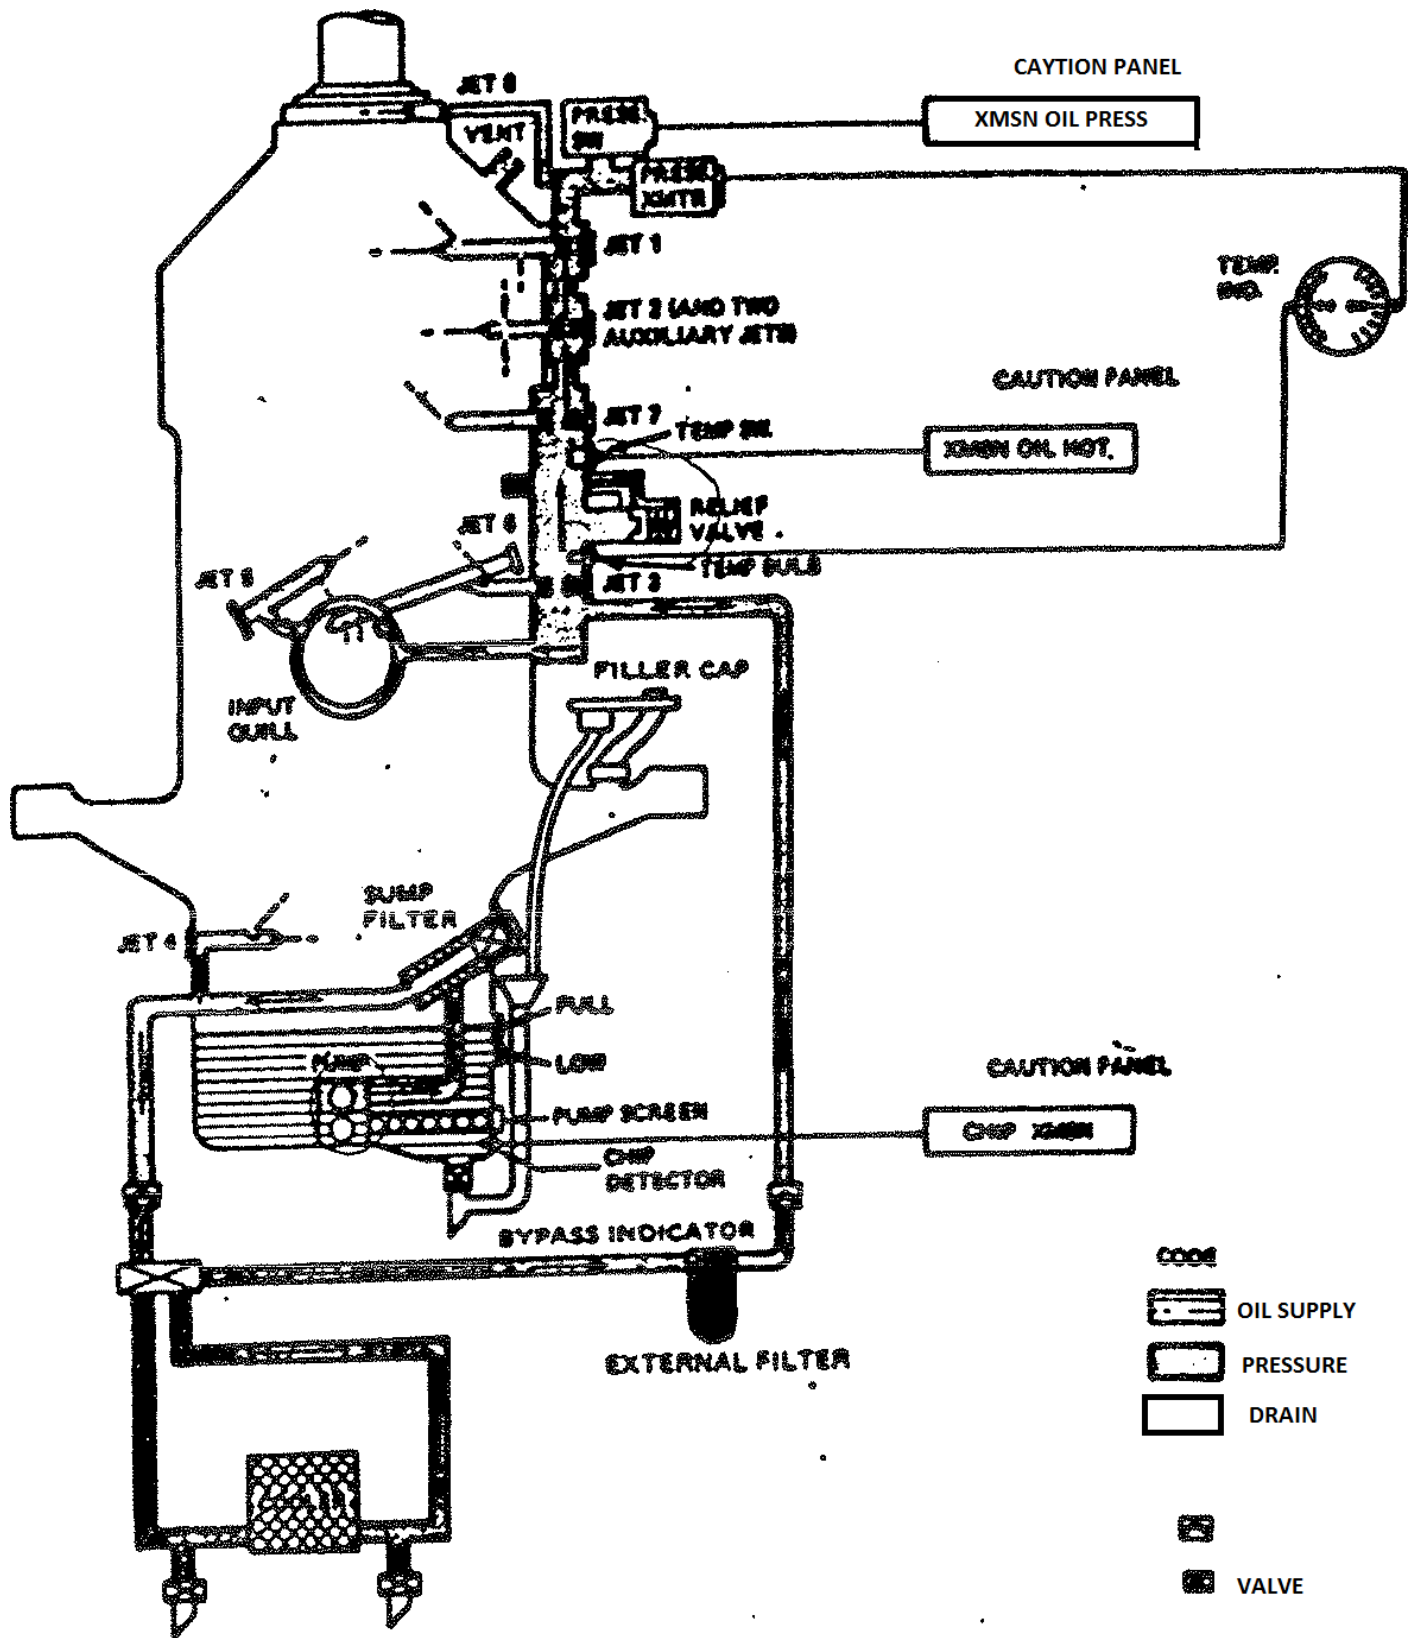 CAYTION PANEL
JET 8
XMSN OIL PRESS
PRESS.
SW
VENT
PRESS.
XMTR
JET 1
TEMP.
IND.
JET 2 (AND TWO
AUXILIARY JETS)
CAUTION PANEL
JET 7
TEMP SW.
XMSN OIL HOT.
RELIEF
VALVE
JET 6
TEMP BULB
JET 5
JET 3
FILLER CAP
INPUT
QUILL
SUMP
FILTER
JET 4
FULL
PUMP
LOW
CAUTION PANEL
PUMP SCREEN
CHIP XMSN
CHIP
DETECTOR
BYPASS INDICATOR
CODE
OIL SUPPLY
EXTERNAL FILTER
PRESSURE
DRAIN
COOLER
VALVE